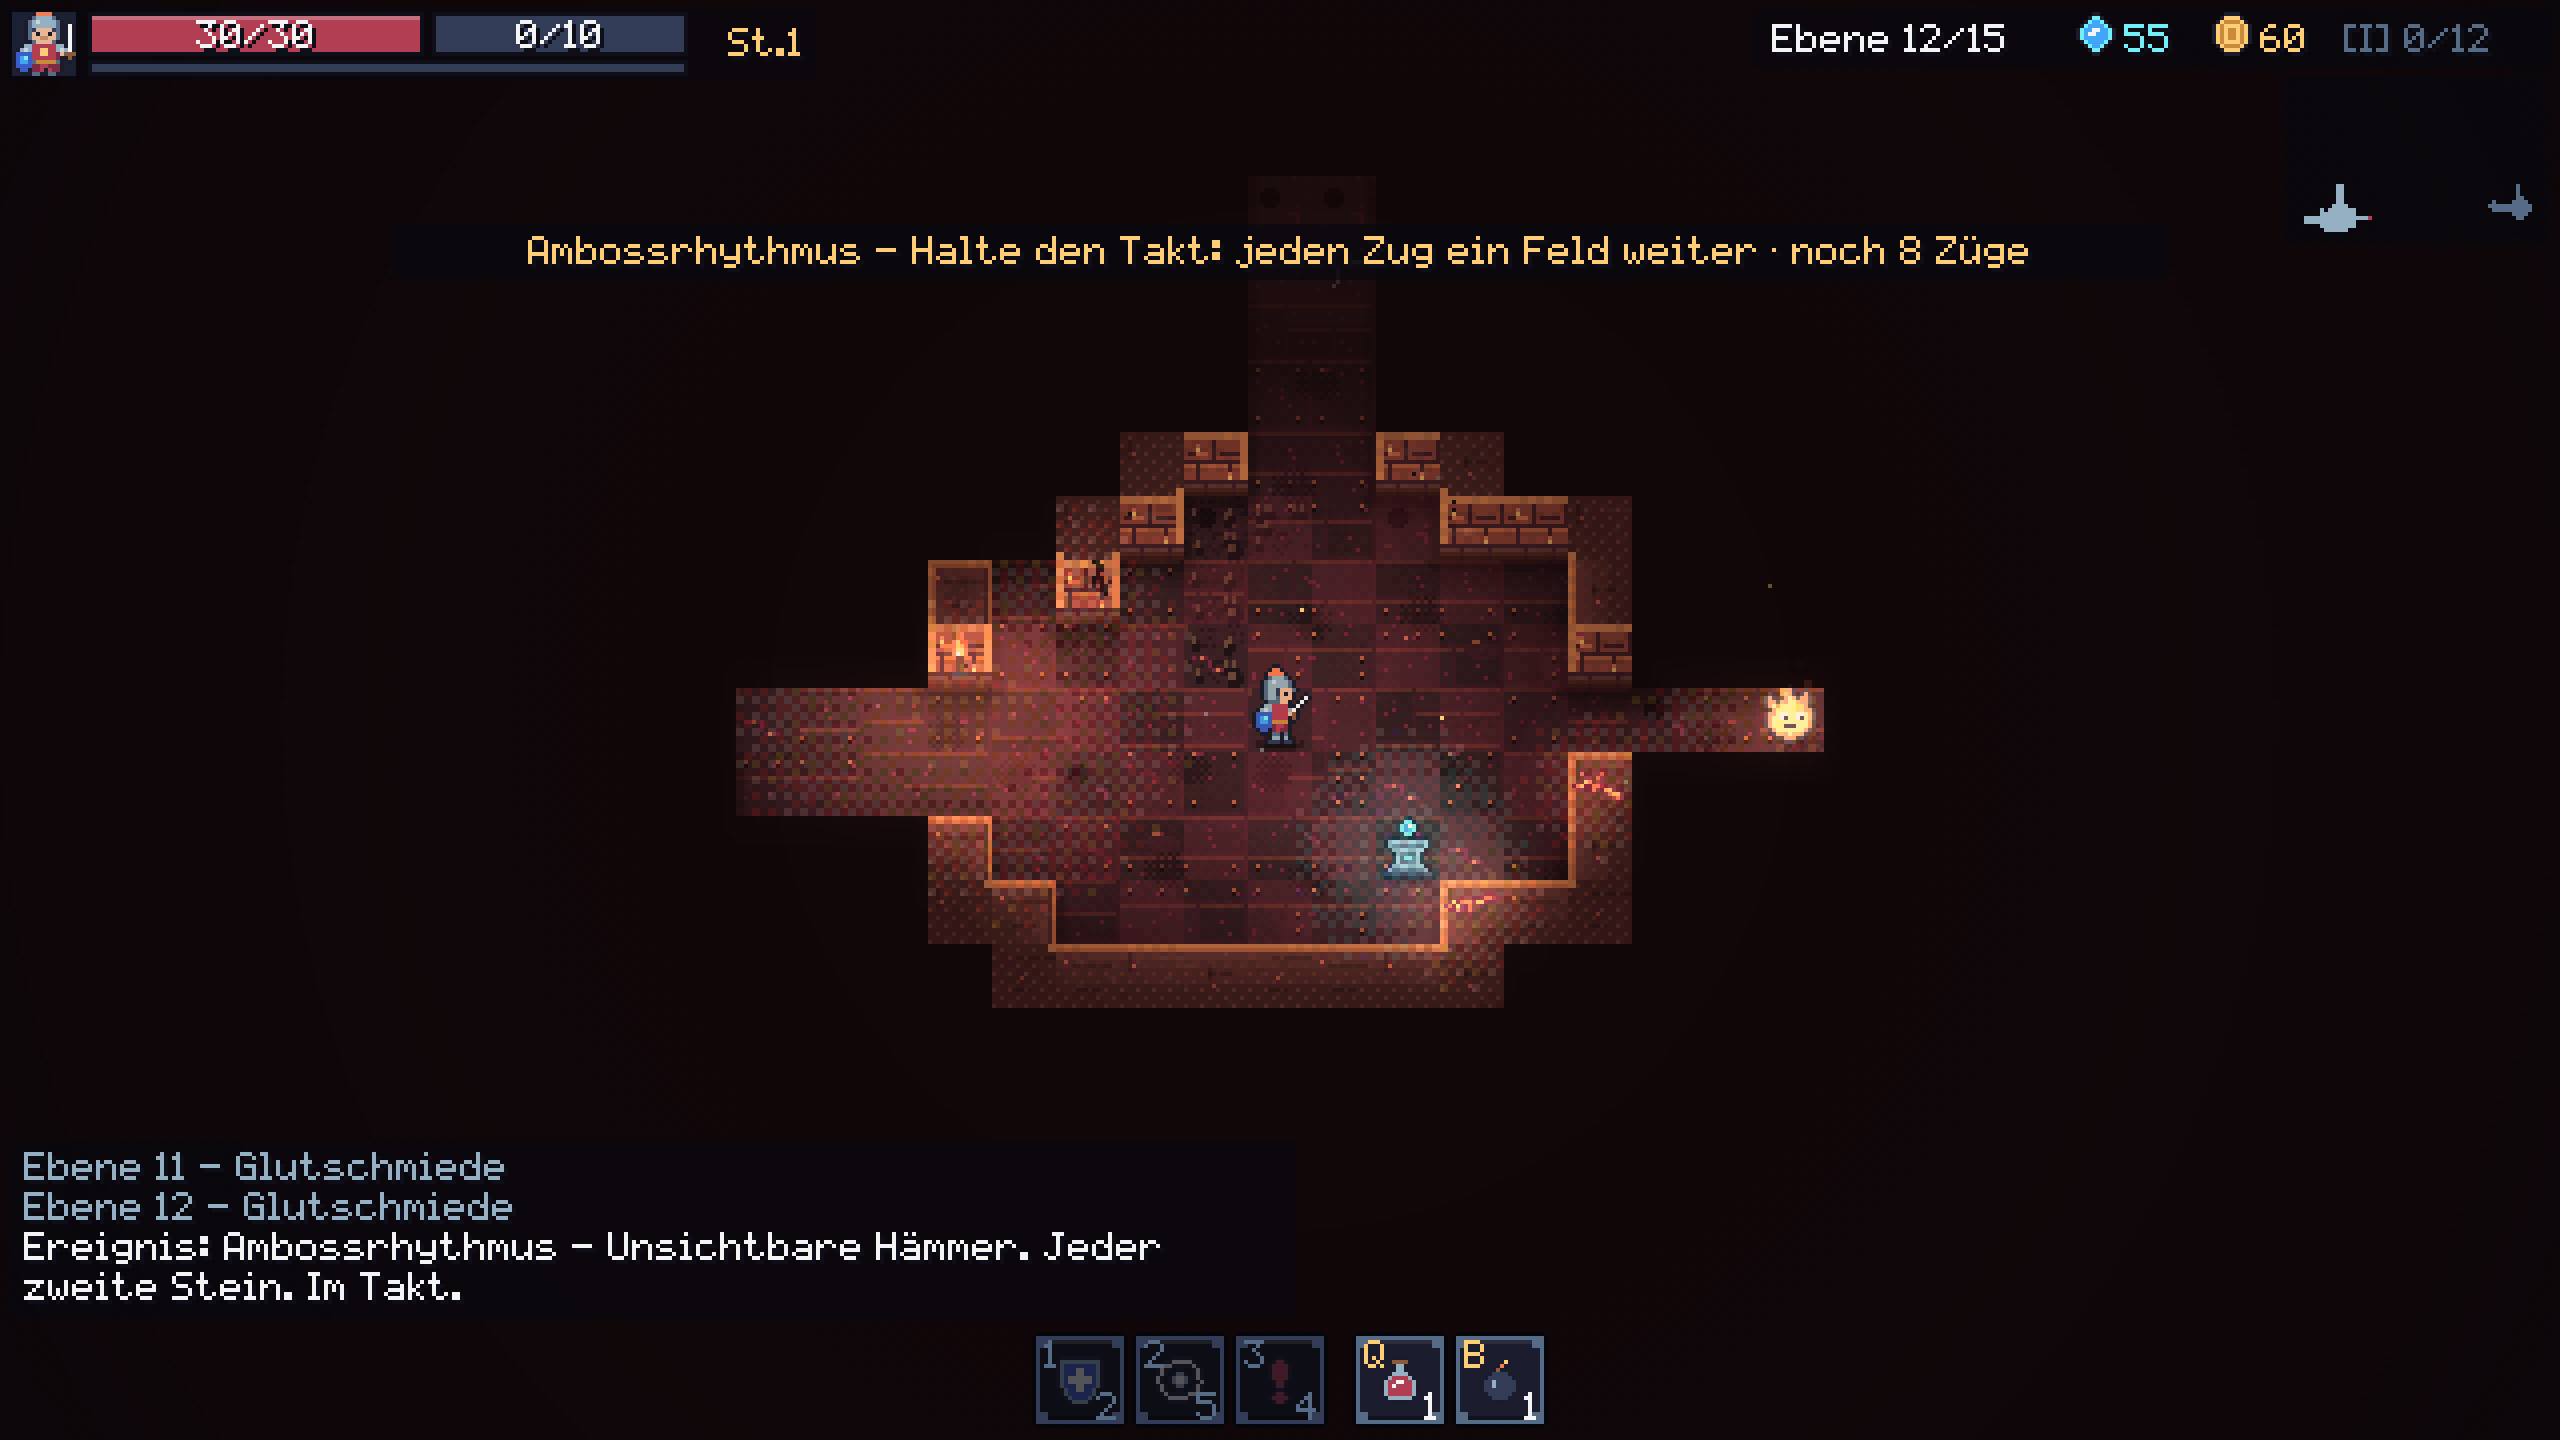 30/30 0/10 St.1 Ebene 12/15 55 60 [I] 0/12
Ambossrhythmus – Halte den Takt: jeden Zug ein Feld weiter · noch 8 Züge
Ebene 11 – Glutschmiede
Ebene 12 – Glutschmiede
Ereignis: Ambossrhythmus – Unsichtbare Hämmer. Jeder
zweite Stein. Im Takt.
1 2 3 Q B
2 5 4 1 1